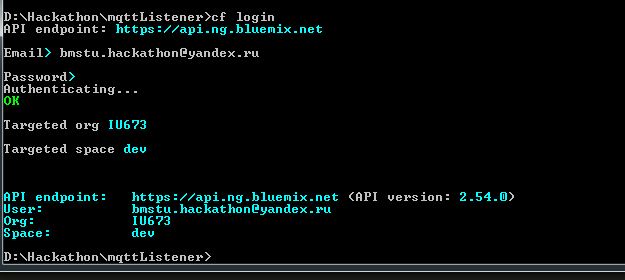 D:\Hackathon\mqttListener>cf login
API endpoint: https://api.ng.bluemix.net
Email> bmstu.hackathon@yandex.ru
Password>
Authenticating...
OK
Targeted org IU673
Targeted space dev
API endpoint: https://api.ng.bluemix.net (API version: 2.54.0)
User: bmstu.hackathon@yandex.ru
Org: IU673
Space: dev
D:\Hackathon\mqttListener>